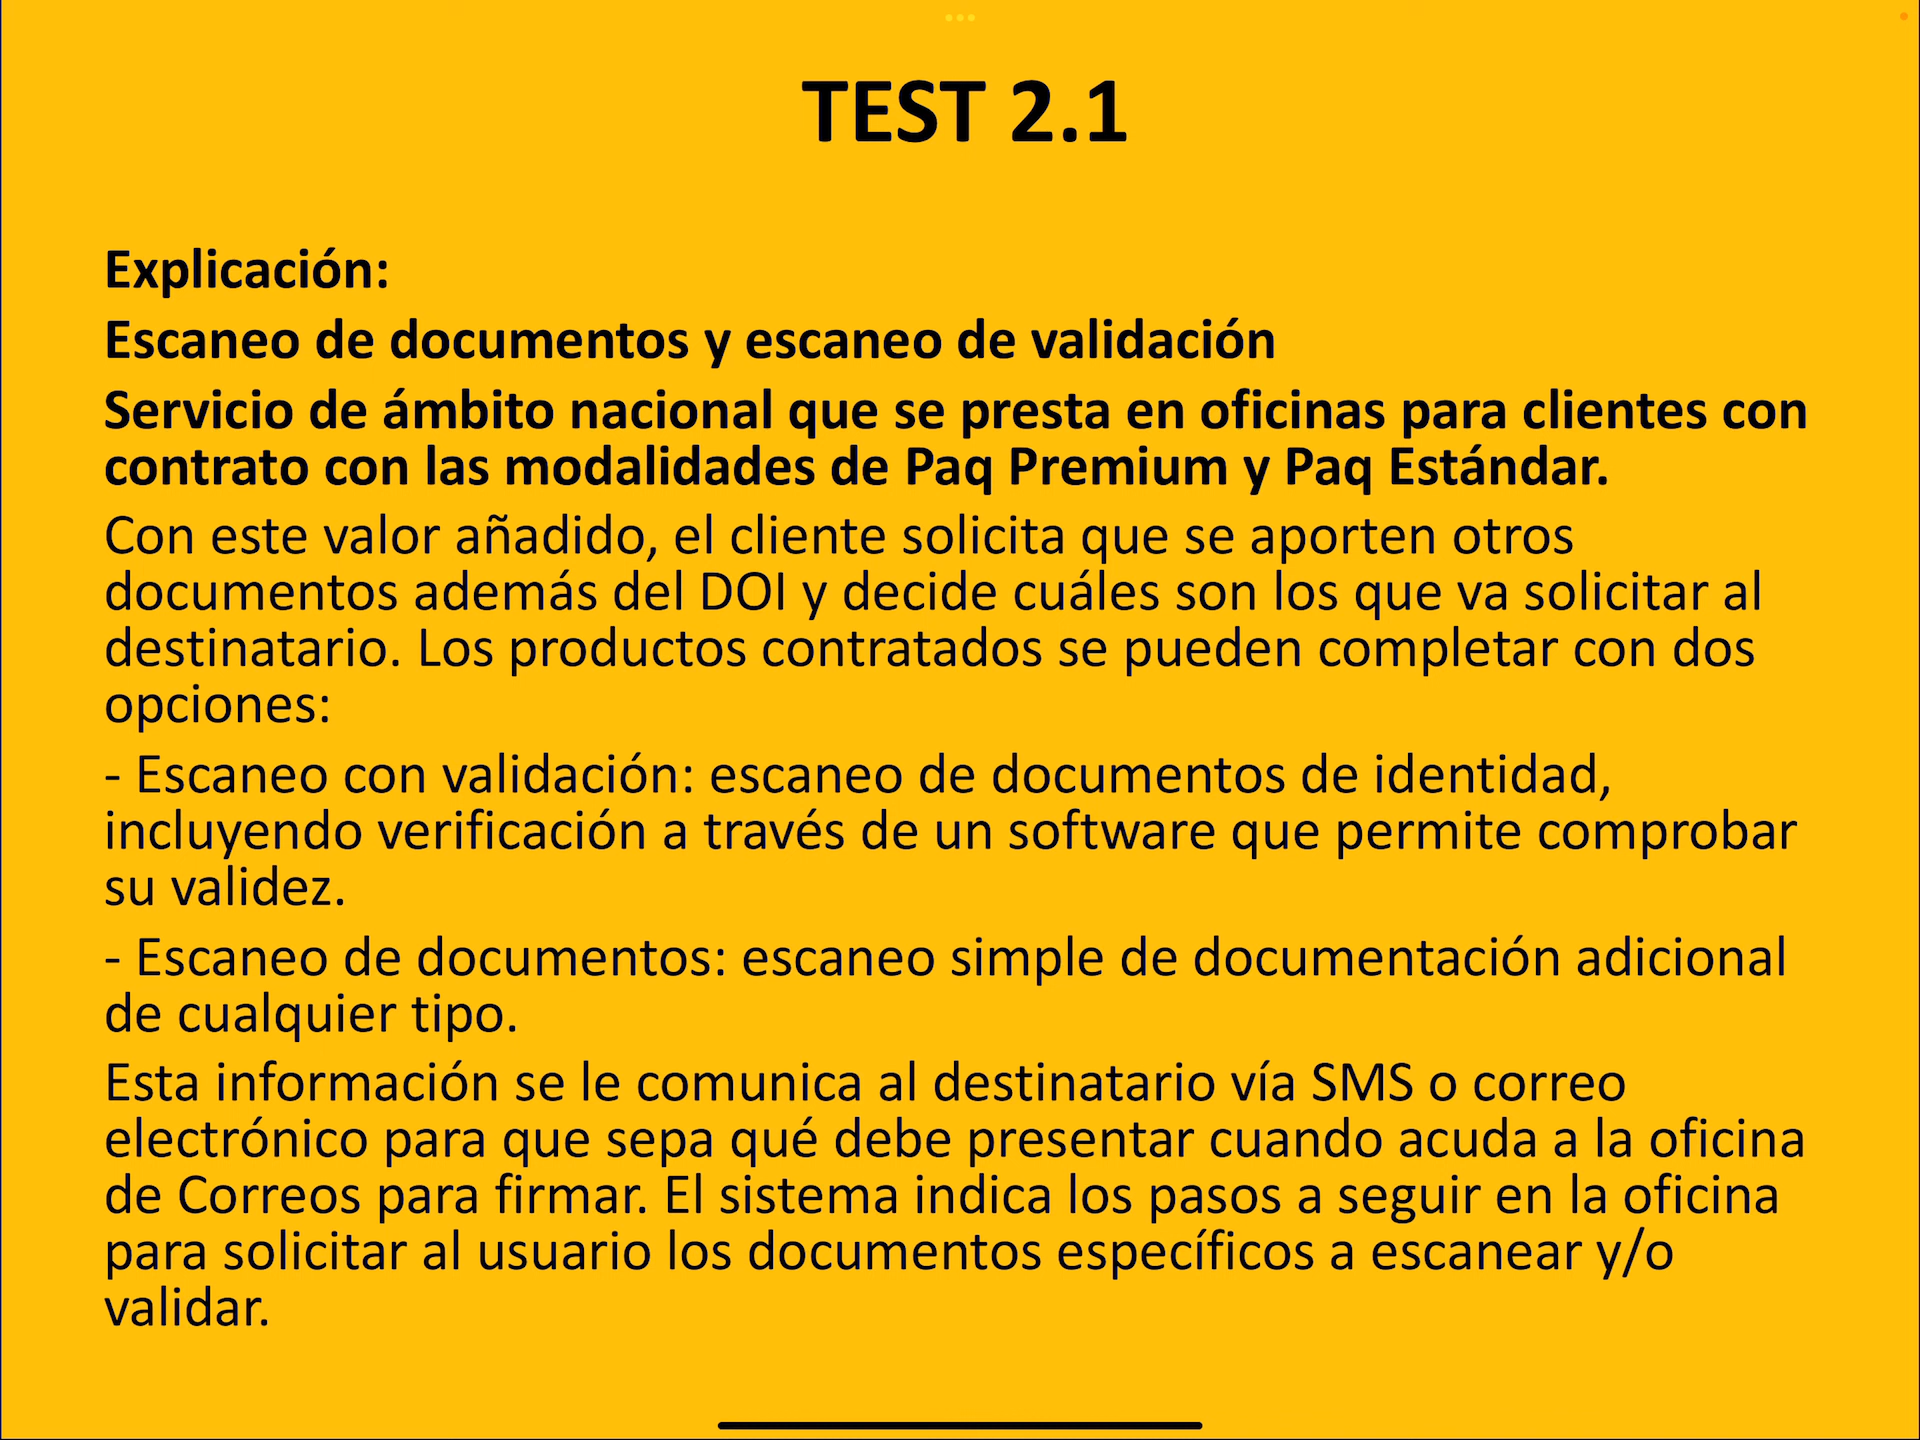 TEST 2.1
Explicación:
Escaneo de documentos y escaneo de validación
Servicio de ámbito nacional que se presta en oficinas para clientes con
contrato con las modalidades de Paq Premium y Paq Estándar.
Con este valor añadido, el cliente solicita que se aporten otros
documentos además del DOI y decide cuáles son los que va solicitar al
destinatario. Los productos contratados se pueden completar con dos
opciones:
- Escaneo con validación: escaneo de documentos de identidad,
incluyendo verificación a través de un software que permite comprobar
su validez.
- Escaneo de documentos: escaneo simple de documentación adicional
de cualquier tipo.
Esta información se le comunica al destinatario vía SMS o correo
electrónico para que sepa qué debe presentar cuando acuda a la oficina
de Correos para firmar. El sistema indica los pasos a seguir en la oficina
para solicitar al usuario los documentos específicos a escanear y/o
validar.